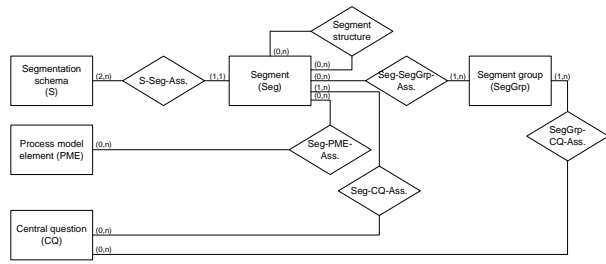 Segment
structure
(0,n)
(0,n)
Segmentation
schema
(S)
(2,n)
S-Seg-Ass.
(1,1)
Segment
(Seg)
(0,n)
(1,n)
(0,n)
Seg-SegGrp-
Ass.
(1,n)
Segment group
(SegGrp)
(1,n)
Process model
element (PME)
(0,n)
Seg-PME-
Ass.
SegGrp-
CQ-Ass.
Seg-CQ-Ass.
Central question
(CQ)
(0,n)
(0,n)